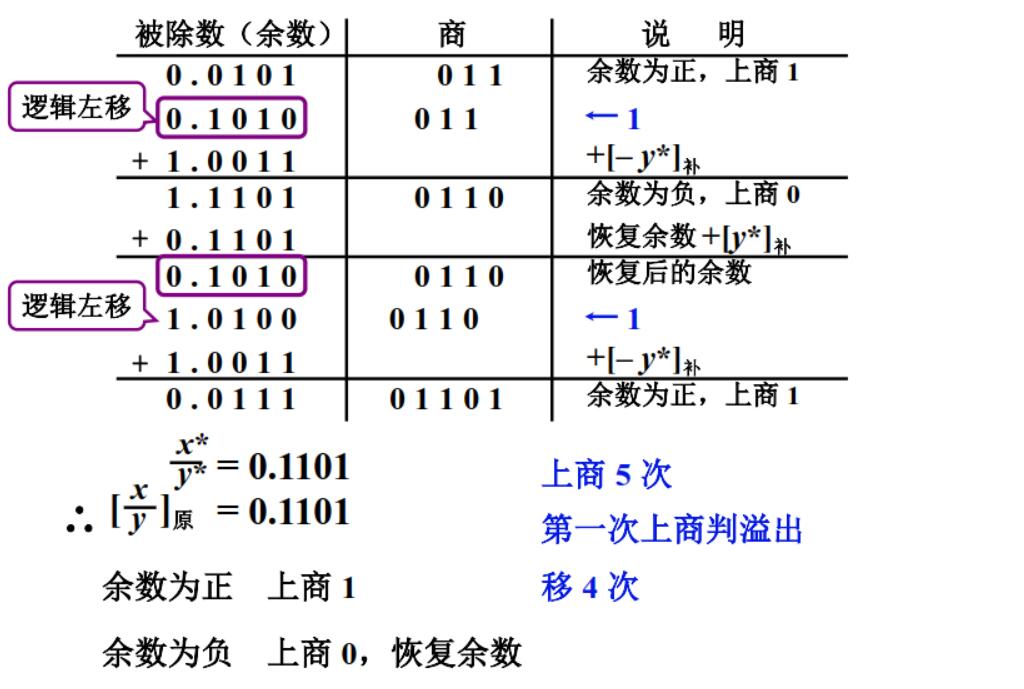 被除数（余数） 商 说 明
0.0101 011 余数为正，上商 1
逻辑左移 0.1010 011 ← 1
+ 1.0011 +[– y*]补
1.1101 0110 余数为负，上商 0
+ 0.1101 恢复余数 +[y*]补
0.1010 0110 恢复后的余数
逻辑左移 1.0100 0110 ← 1
+ 1.0011 +[– y*]补
0.0111 01101 余数为正，上商 1
x*/y* = 0.1101 上商 5 次
∴ [x/y]原 = 0.1101 第一次上商判溢出
余数为正 上商 1 移 4 次
余数为负 上商 0，恢复余数